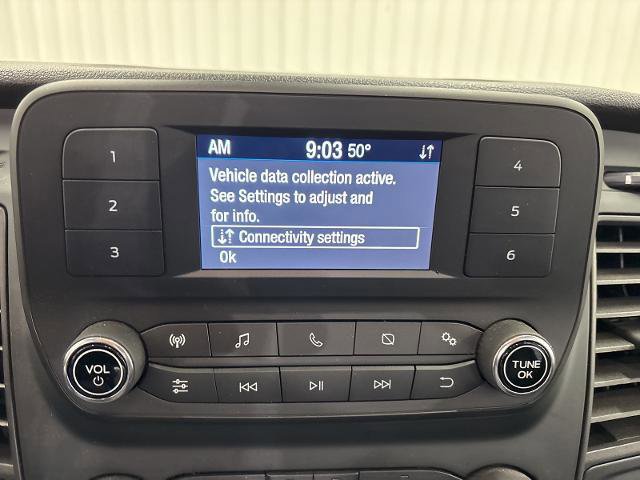 AM 9:03 50°
Vehicle data collection active.
See Settings to adjust and
for info.
Connectivity settings
Ok
1
2
3
4
5
6
VOL
TUNE
OK